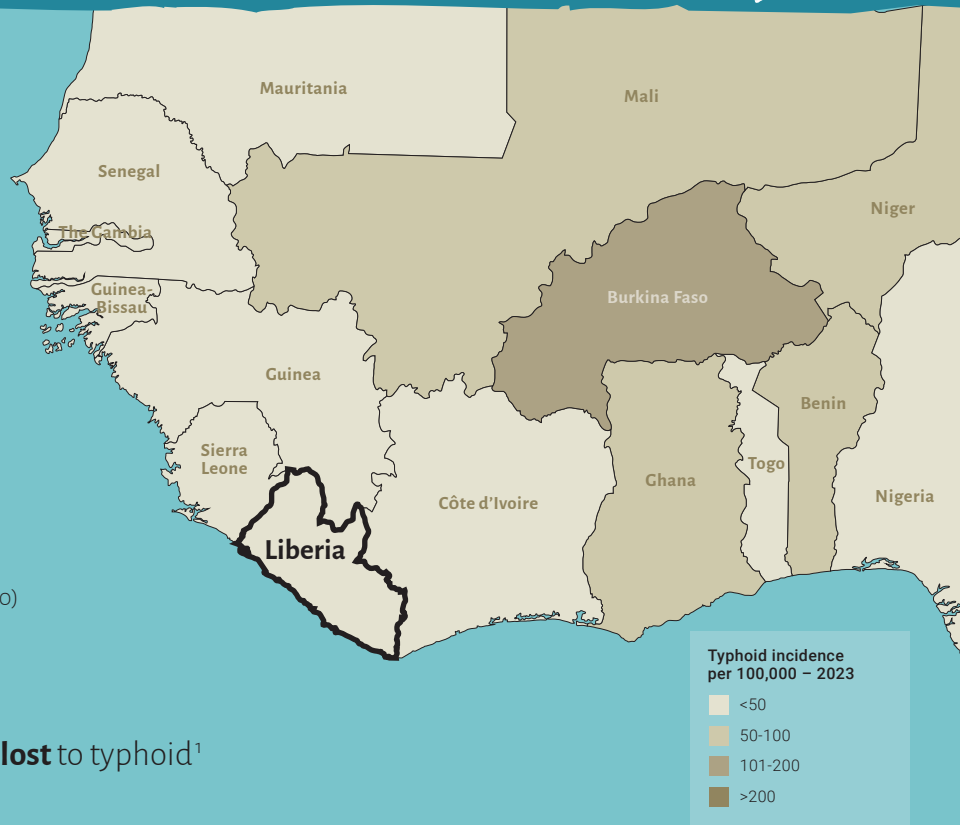 Mauritania
Mali
Senegal
Niger
The Gambia
Guinea-
Bissau
Burkina Faso
Guinea
Benin
Sierra
Leone
Togo
Ghana
Nigeria
Côte d'Ivoire
Liberia
o)
Typhoid incidence
per 100,000 – 2023
<50
50-100
101-200
>200
lost to typhoid¹